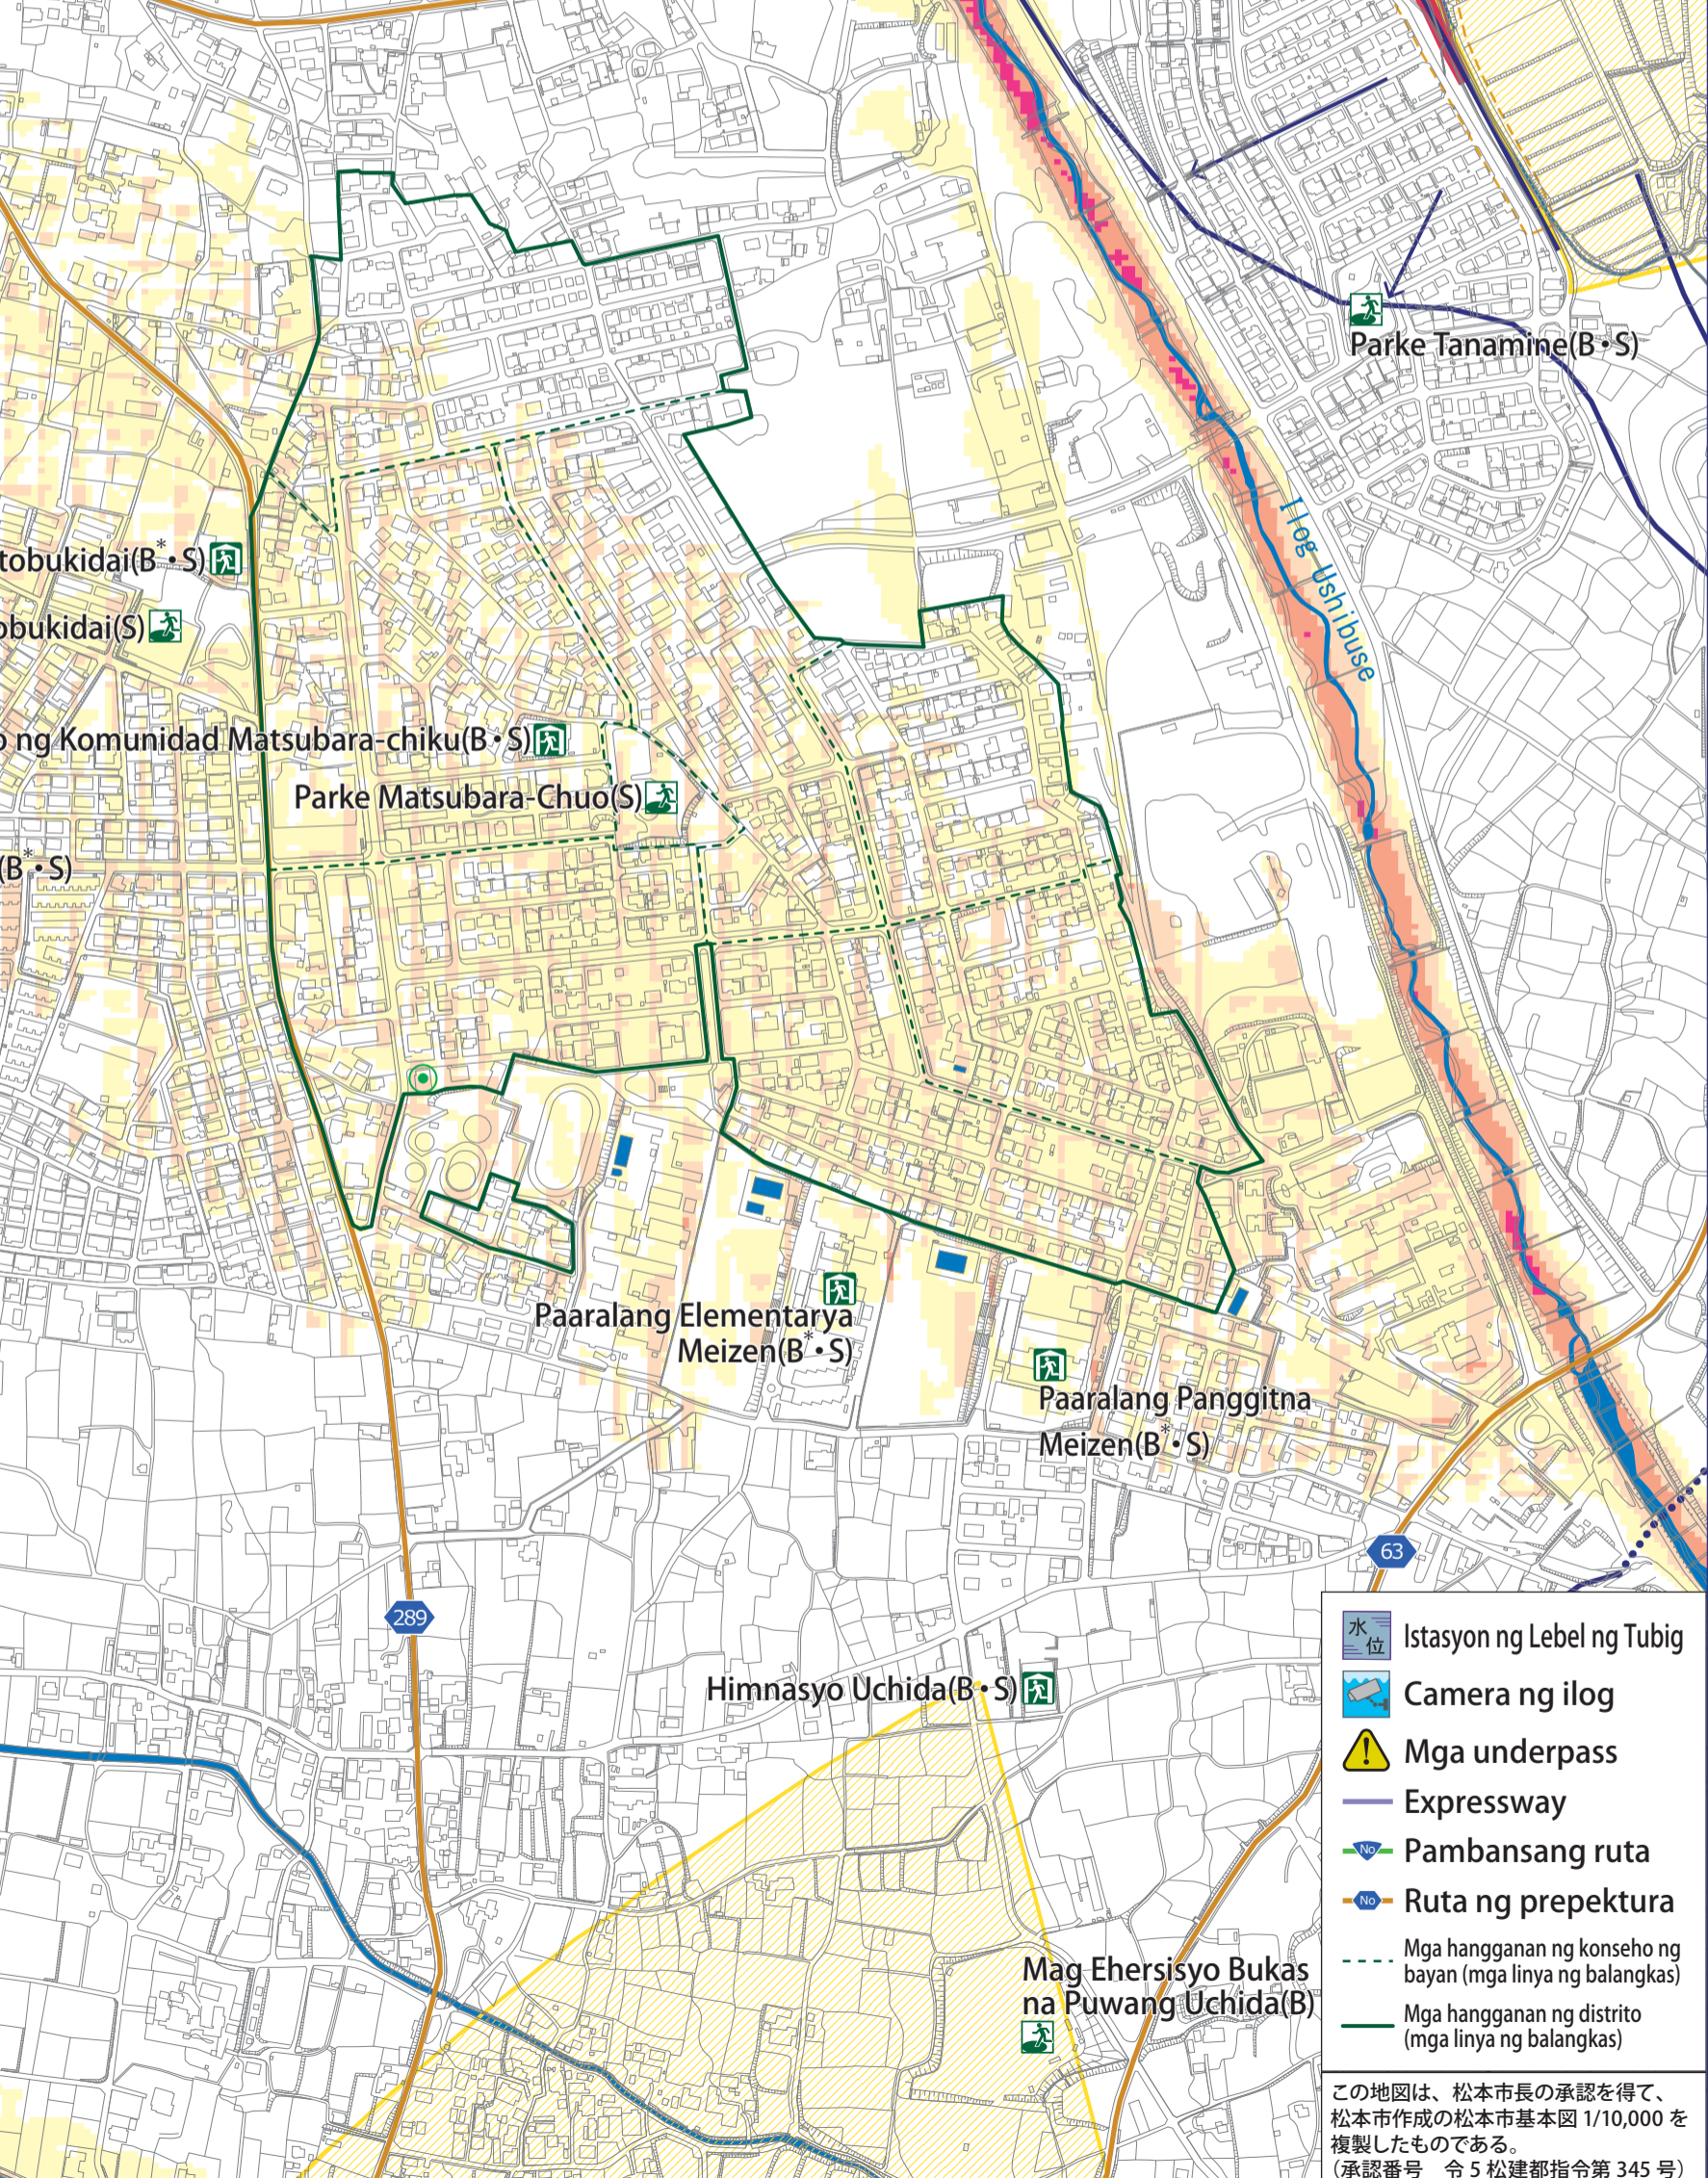 Parke Tanamine(B・S)
Ilog Ushibuse
tobukidai(B*・S)
obukidai(S)
o ng Komunidad Matsubara-chiku(B・S)
Parke Matsubara-Chuo(S)
(B*・S)
Paaralang Elementarya
Meizen(B*・S)
Paaralang Panggitna
Meizen(B*・S)
63
289
Himnasyo Uchida(B・S)
Mag Ehersisyo Bukas
na Puwang Uchida(B)
水位 Istasyon ng Lebel ng Tubig
Camera ng ilog
Mga underpass
Expressway
No Pambansang ruta
No Ruta ng prepektura
Mga hangganan ng konseho ng
bayan (mga linya ng balangkas)
Mga hangganan ng distrito
(mga linya ng balangkas)
この地図は、松本市長の承認を得て、
松本市作成の松本市基本図 1/10,000 を
複製したものである。
(承認番号　令 5 松建都指令第 345 号)